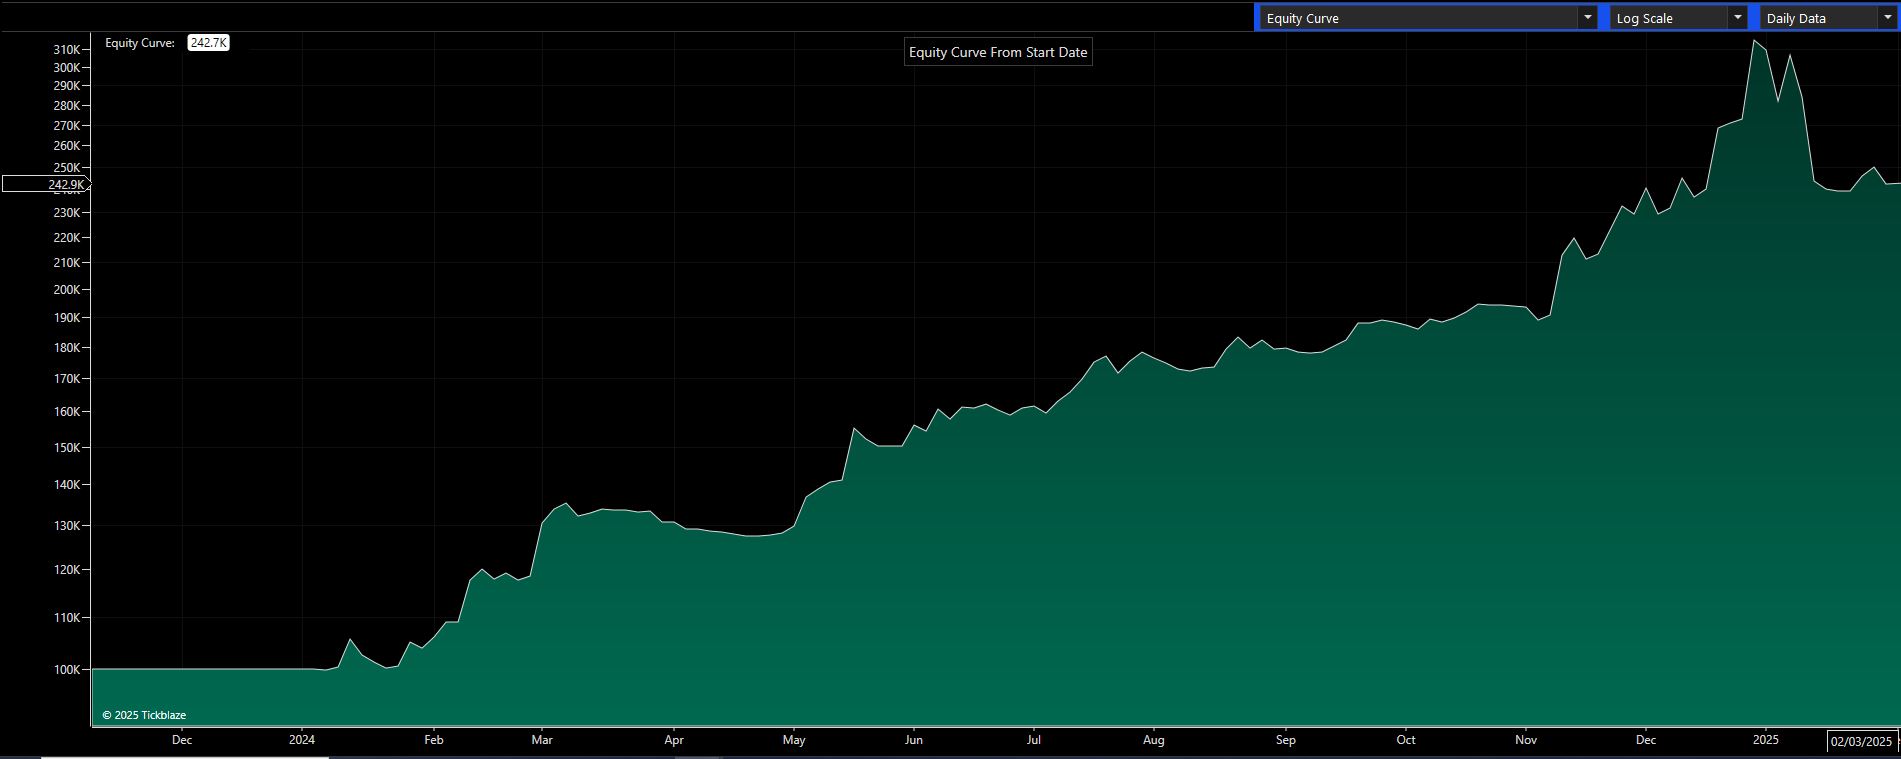 Equity Curve
Log Scale
Daily Data
Equity Curve: 242.7K
Equity Curve From Start Date
310K
300K
290K
280K
270K
260K
250K
242.9K
230K
220K
210K
200K
190K
180K
170K
160K
150K
140K
130K
120K
110K
100K
© 2025 Tickblaze
Dec 2024 Feb Mar Apr May Jun Jul Aug Sep Oct Nov Dec 2025 02/03/2025